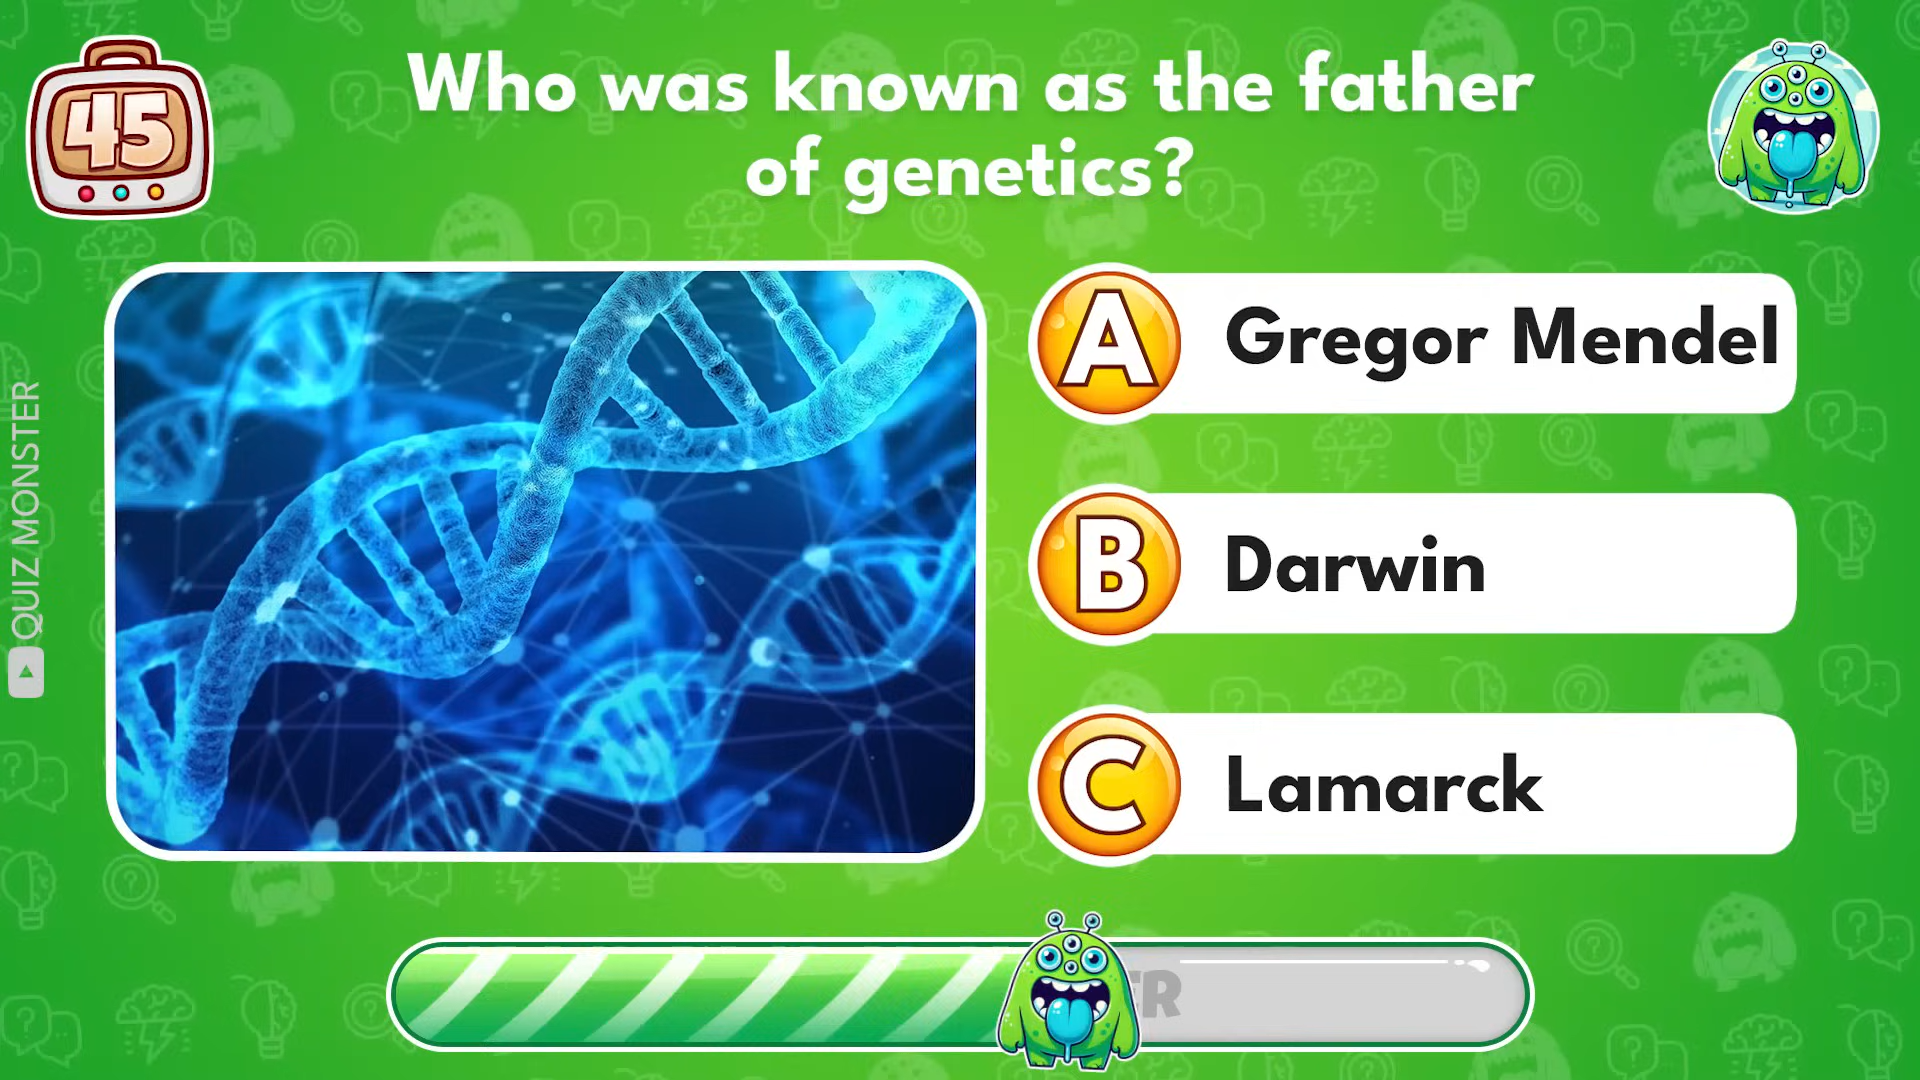 45
Who was known as the father
of genetics?
A Gregor Mendel
B Darwin
C Lamarck
QUIZ MONSTER